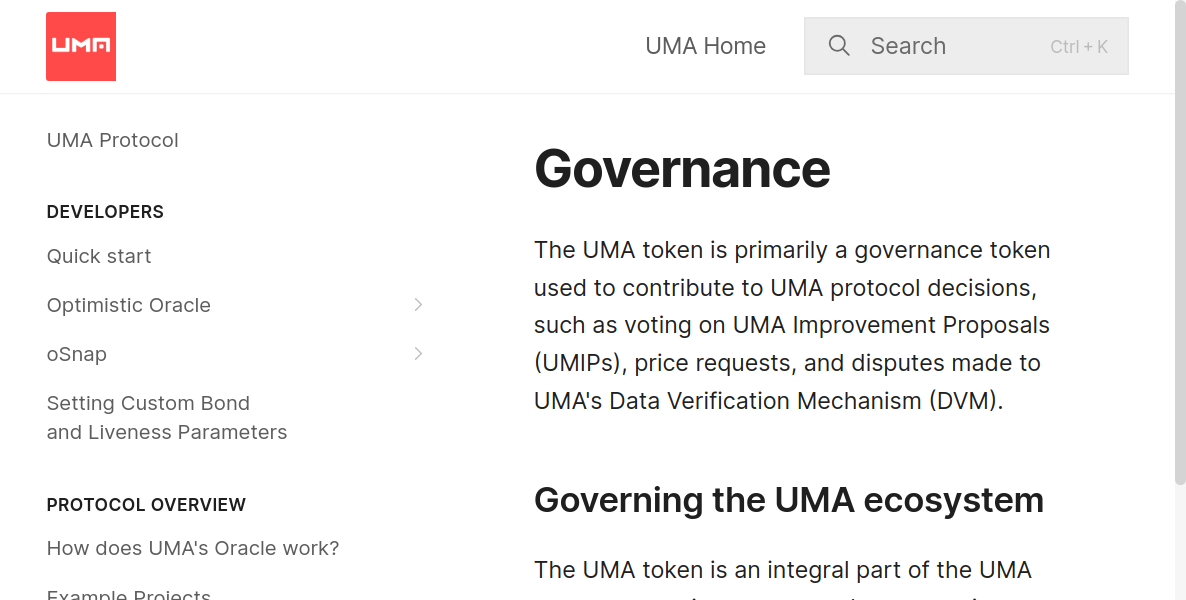 UMA
UMA Home
Search
Ctrl + K
UMA Protocol
DEVELOPERS
Quick start
Optimistic Oracle
oSnap
Setting Custom Bond
and Liveness Parameters
PROTOCOL OVERVIEW
How does UMA's Oracle work?
Example Projects
Governance
The UMA token is primarily a governance token
used to contribute to UMA protocol decisions,
such as voting on UMA Improvement Proposals
(UMIPs), price requests, and disputes made to
UMA's Data Verification Mechanism (DVM).
Governing the UMA ecosystem
The UMA token is an integral part of the UMA